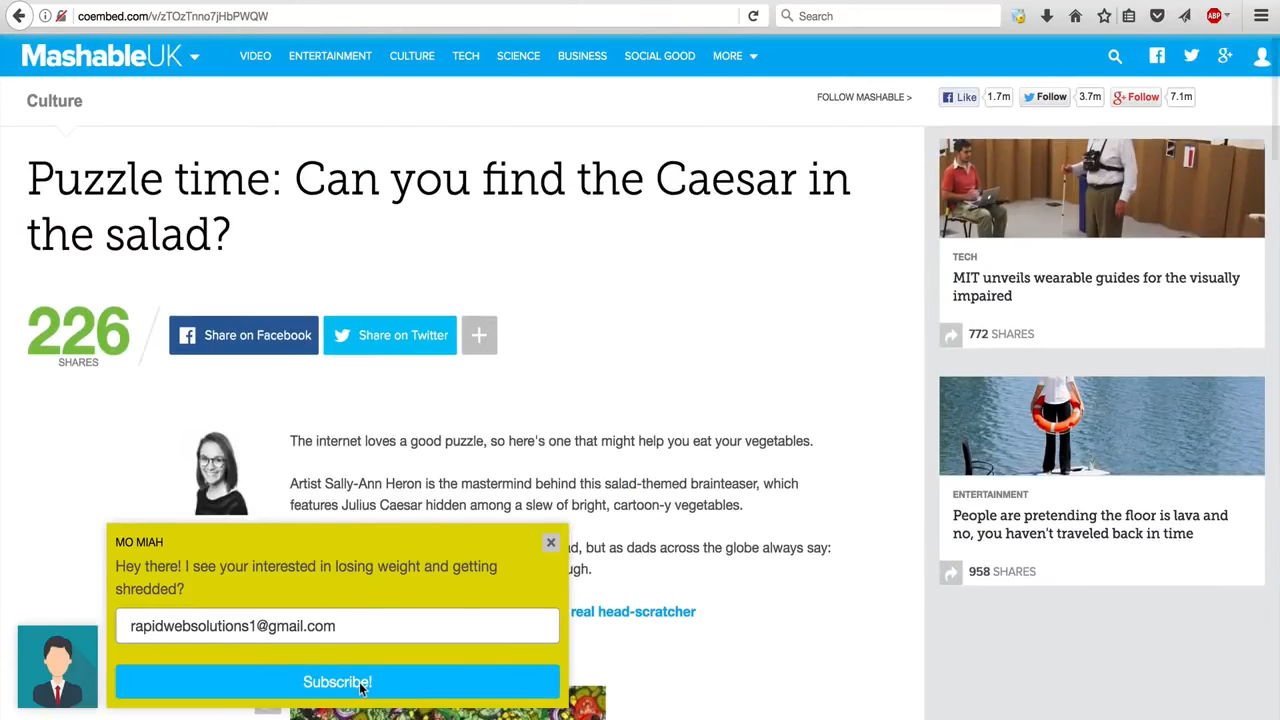 coembed.com/v/zTOzTnno7jHbPWQW
Search
ABP
MashableUK
VIDEO
ENTERTAINMENT
CULTURE
TECH
SCIENCE
BUSINESS
SOCIAL GOOD
MORE
Culture
FOLLOW MASHABLE >
Like
1.7m
Follow
3.7m
Follow
7.1m
Puzzle time: Can you find the Caesar in
the salad?
226
SHARES
Share on Facebook
Share on Twitter
The internet loves a good puzzle, so here's one that might help you eat your vegetables.
Artist Sally-Ann Heron is the mastermind behind this salad-themed brainteaser, which
features Julius Caesar hidden among a slew of bright, cartoon-y vegetables.
but as dads across the globe always say:
real head-scratcher
MO MIAH
Hey there! I see your interested in losing weight and getting
shredded?
rapidwebsolutions1@gmail.com
Subscribe!
TECH
MIT unveils wearable guides for the visually
impaired
772 SHARES
ENTERTAINMENT
People are pretending the floor is lava and
no, you haven't traveled back in time
958 SHARES